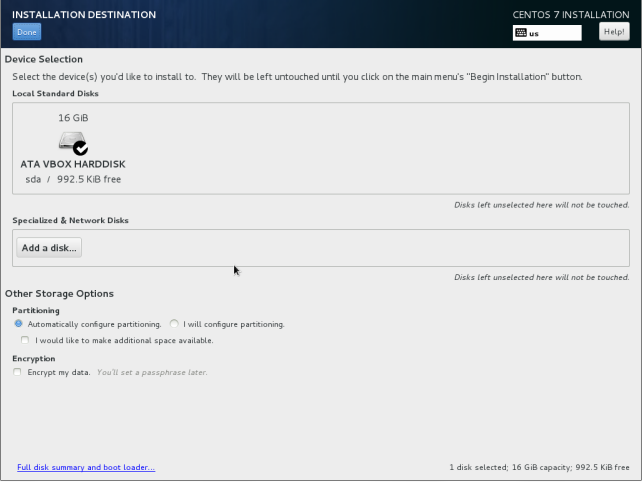 INSTALLATION DESTINATION
CENTOS 7 INSTALLATION
Done
us
Help!
Device Selection
Select the device(s) you'd like to install to. They will be left untouched until you click on the main menu's "Begin Installation" button.
Local Standard Disks
16 GiB
ATA VBOX HARDDISK
sda / 992.5 KiB free
Disks left unselected here will not be touched.
Specialized & Network Disks
Add a disk...
Disks left unselected here will not be touched.
Other Storage Options
Partitioning
Automatically configure partitioning. I will configure partitioning.
I would like to make additional space available.
Encryption
Encrypt my data. You'll set a passphrase later.
Full disk summary and boot loader... 1 disk selected; 16 GiB capacity; 992.5 KiB free